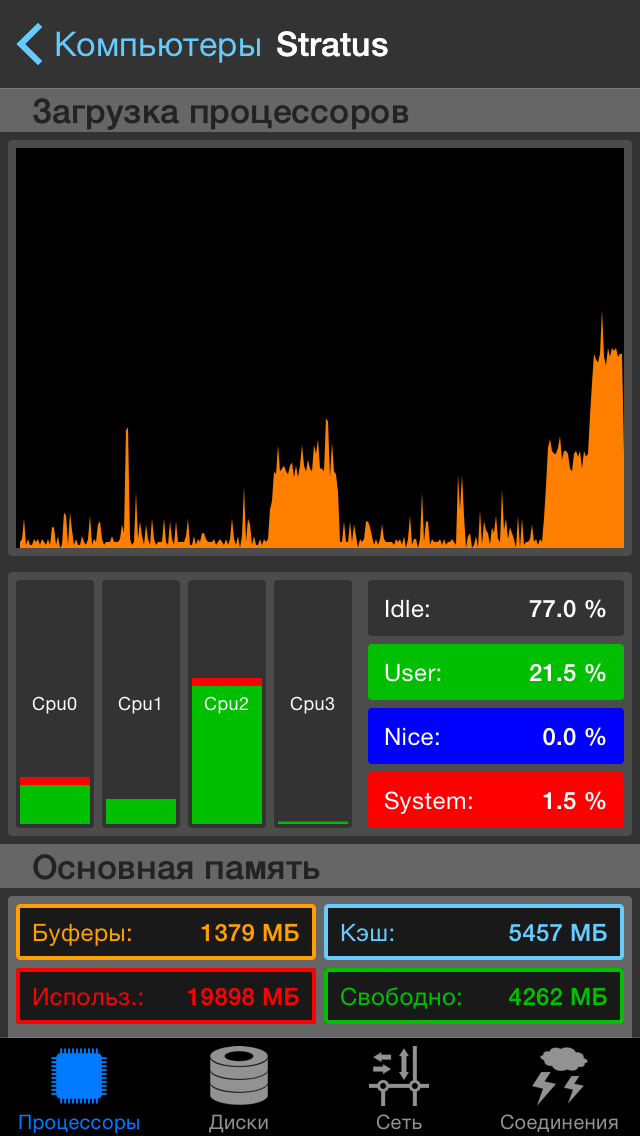 Компьютеры Stratus
Загрузка процессоров
Cpu0 Cpu1 Cpu2 Cpu3
Idle: 77.0 %
User: 21.5 %
Nice: 0.0 %
System: 1.5 %
Основная память
Буферы: 1379 МБ Кэш: 5457 МБ
Использ.: 19898 МБ Свободно: 4262 МБ
Процессоры Диски Сеть Соединения